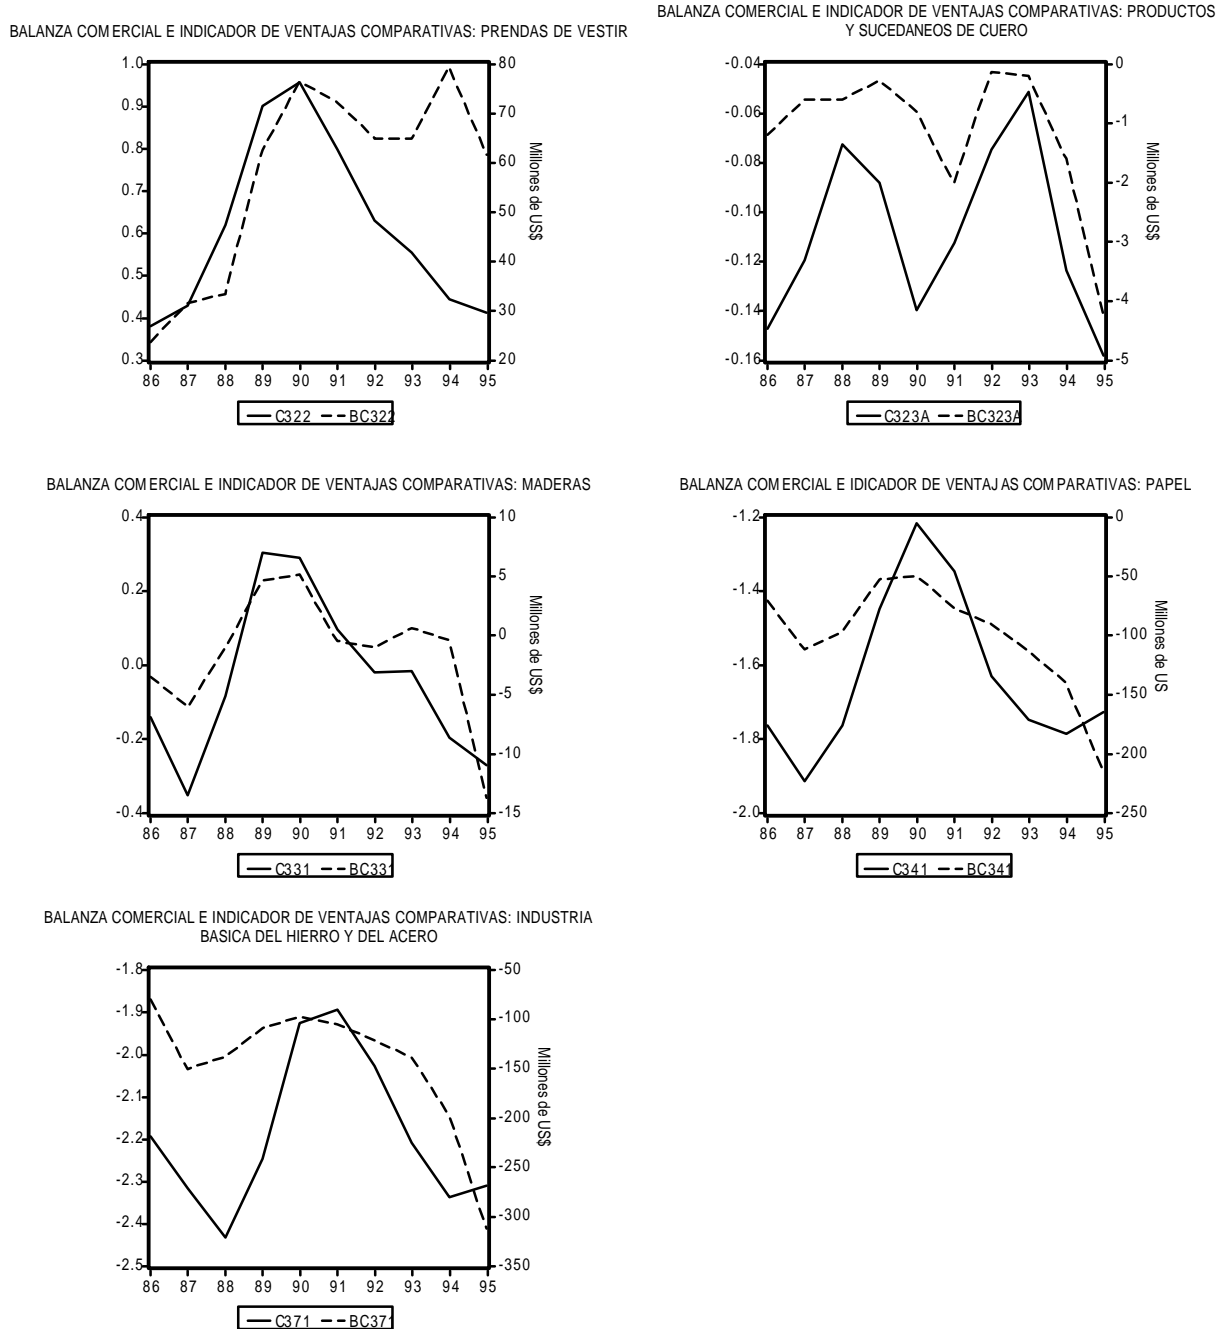 BALANZA COMERCIAL E INDICADOR DE VENTAJAS COMPARATIVAS: PRENDAS DE VESTIR
1.0
0.9
0.8
0.7
0.6
0.5
0.4
0.3
80
70
60
50
40
30
20
Millones de US$
86 87 88 89 90 91 92 93 94 95
C322 BC322
BALANZA COMERCIAL E INDICADOR DE VENTAJAS COMPARATIVAS: PRODUCTOS
Y SUCEDANEOS DE CUERO
-0.04
-0.06
-0.08
-0.10
-0.12
-0.14
-0.16
0
-1
-2
-3
-4
-5
Millones de US$
86 87 88 89 90 91 92 93 94 95
C323A BC323A
BALANZA COMERCIAL E INDICADOR DE VENTAJAS COMPARATIVAS: MADERAS
0.4
0.2
0.0
-0.2
-0.4
10
5
0
-5
-10
-15
Millones de US$
86 87 88 89 90 91 92 93 94 95
C331 BC331
BALANZA COMERCIAL E IDICADOR DE VENTAJAS COMPARATIVAS: PAPEL
-1.2
-1.4
-1.6
-1.8
-2.0
0
-50
-100
-150
-200
-250
Millones de US
86 87 88 89 90 91 92 93 94 95
C341 BC341
BALANZA COMERCIAL E INDICADOR DE VENTAJAS COMPARATIVAS: INDUSTRIA
BASICA DEL HIERRO Y DEL ACERO
-1.8
-1.9
-2.0
-2.1
-2.2
-2.3
-2.4
-2.5
-50
-100
-150
-200
-250
-300
-350
Millones de US$
86 87 88 89 90 91 92 93 94 95
C371 BC371